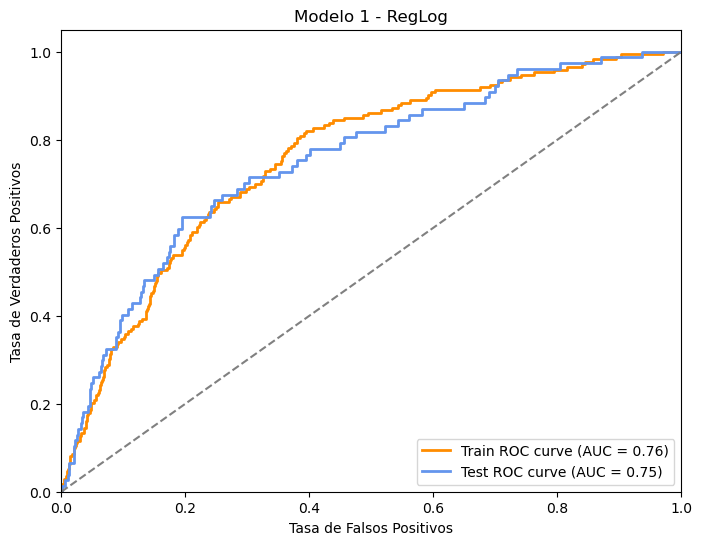 Modelo 1 - RegLog
Tasa de Verdaderos Positivos
1.0
0.8
0.6
0.4
0.2
0.0
Train ROC curve (AUC = 0.76)
Test ROC curve (AUC = 0.75)
0.0 0.2 0.4 0.6 0.8 1.0
Tasa de Falsos Positivos